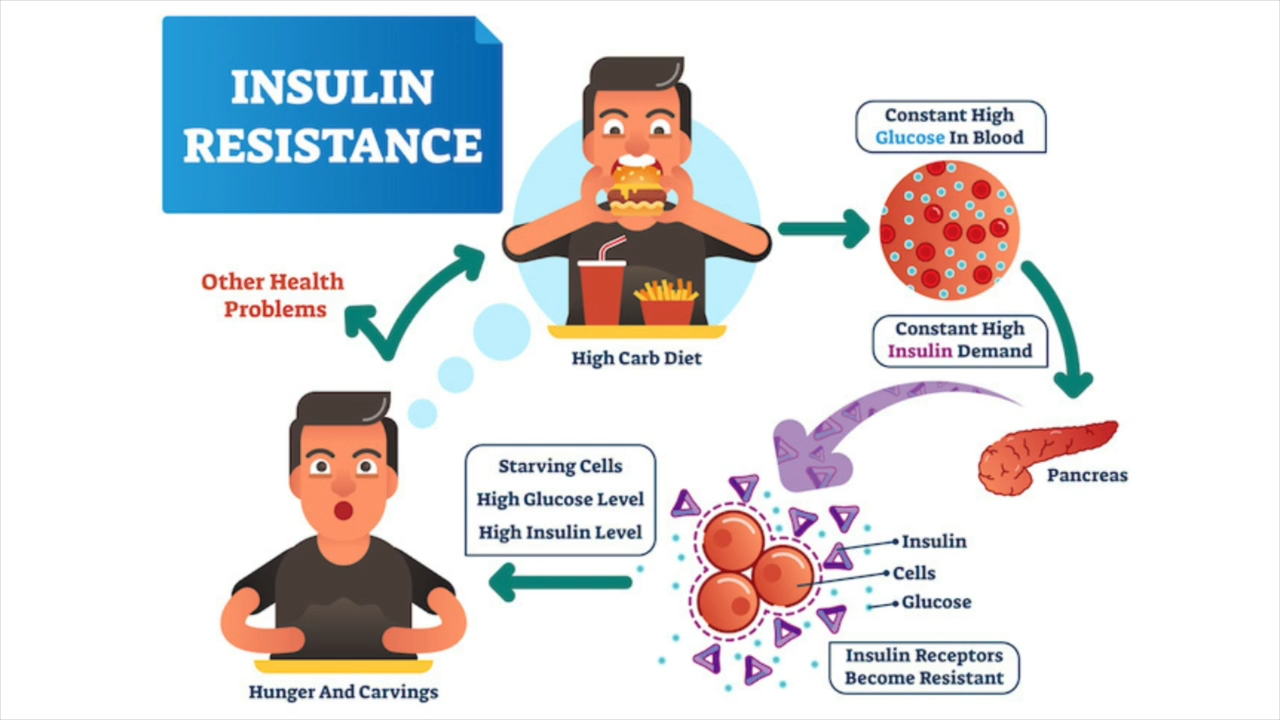 INSULIN
RESISTANCE
Constant High
Glucose In Blood
Other Health
Problems
High Carb Diet
Constant High
Insulin Demand
Pancreas
Starving Cells
High Glucose Level
High Insulin Level
Insulin
Cells
Glucose
Insulin Receptors
Become Resistant
Hunger And Carvings